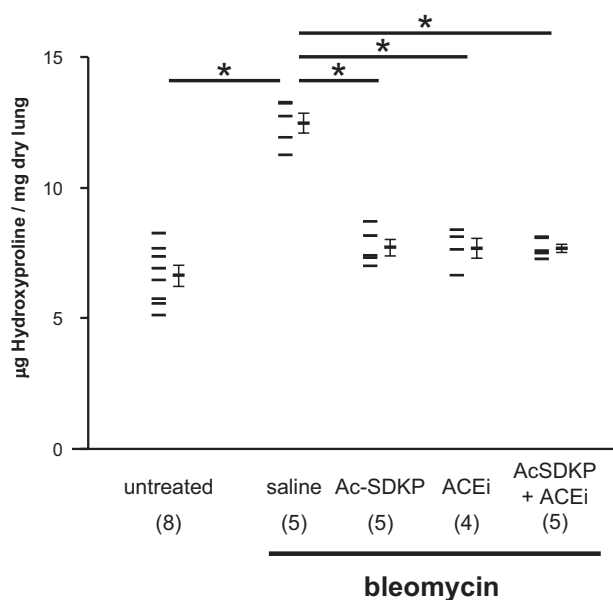 *
*
* *
15
10
5
0
µg Hydroxyproline / mg dry lung
untreated saline Ac-SDKP ACEi AcSDKP
+ ACEi
(8) (5) (5) (4) (5)
bleomycin